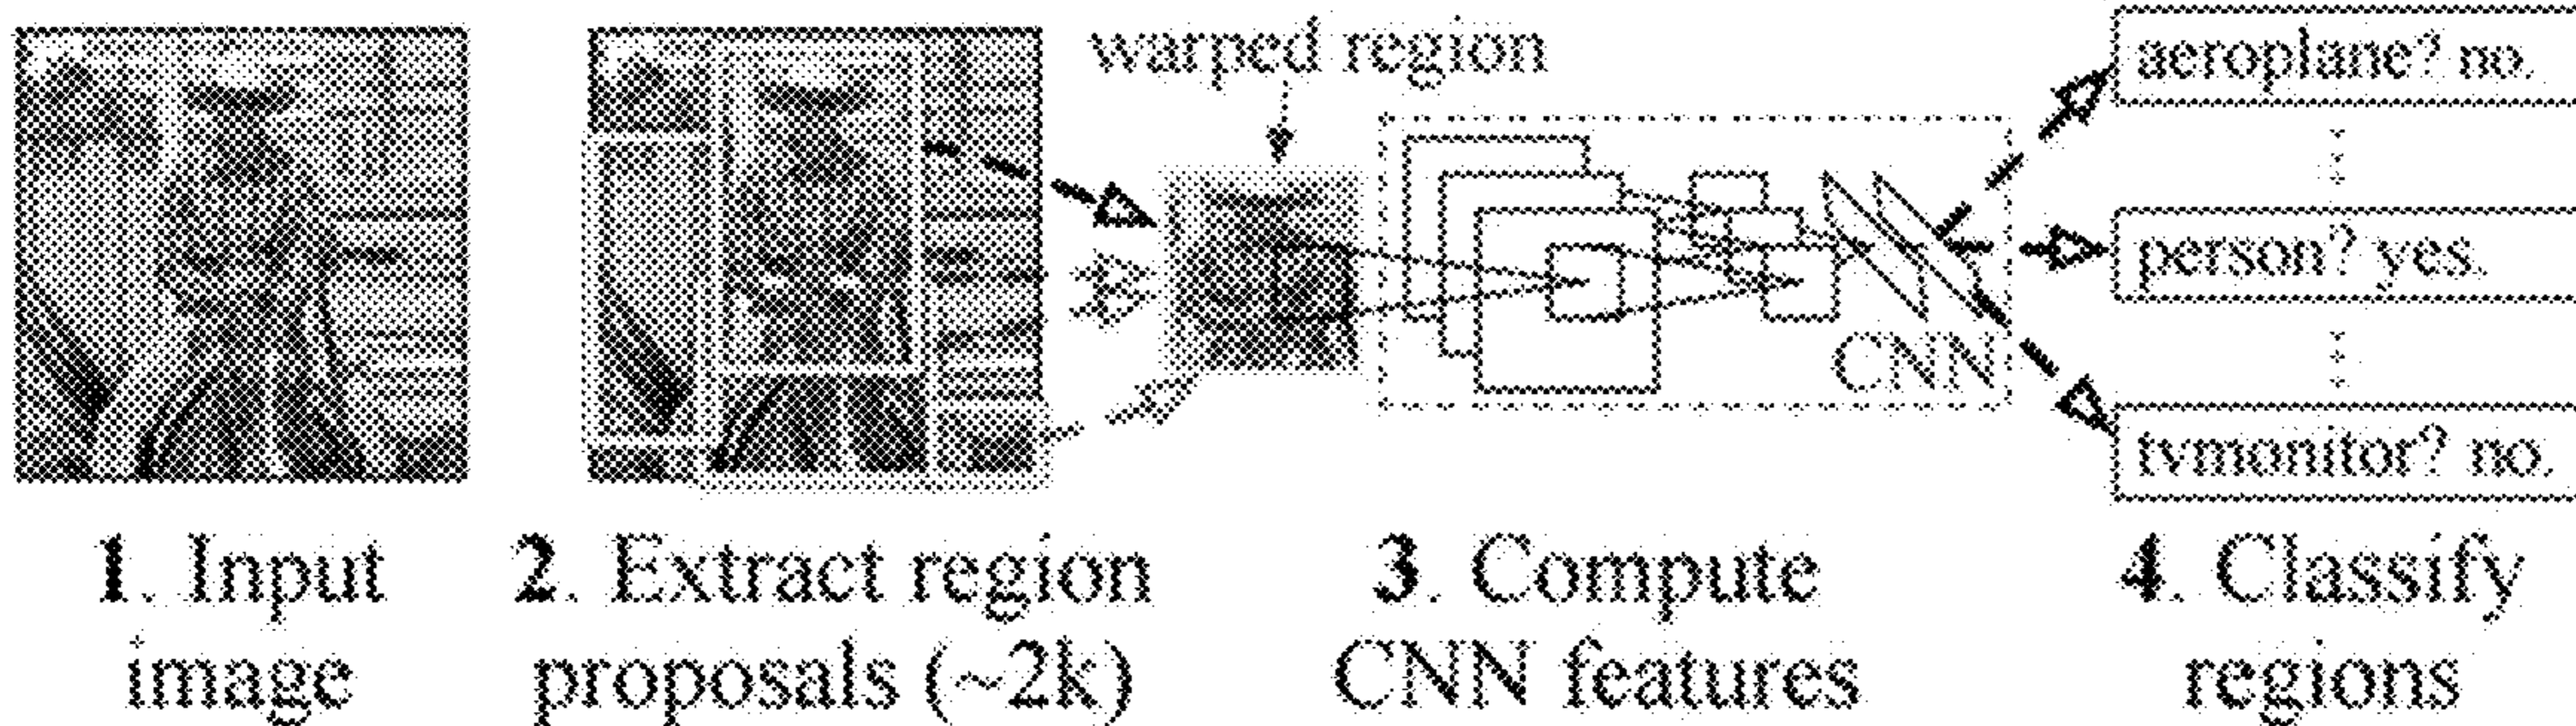 warped region
aeroplane? no.
person? yes.
CNN
tvmonitor? no.
1. Input
image
2. Extract region
proposals (~2k)
3. Compute
CNN features
4. Classify
regions